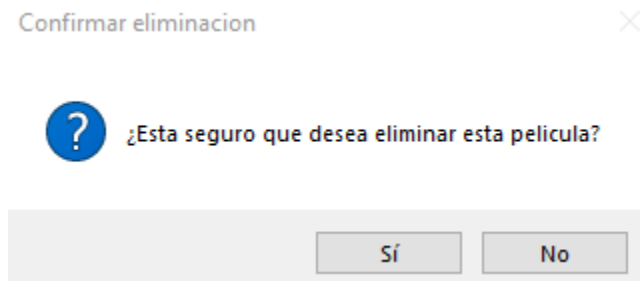 Confirmar eliminacion
¿Esta seguro que desea eliminar esta pelicula?
Sí
No